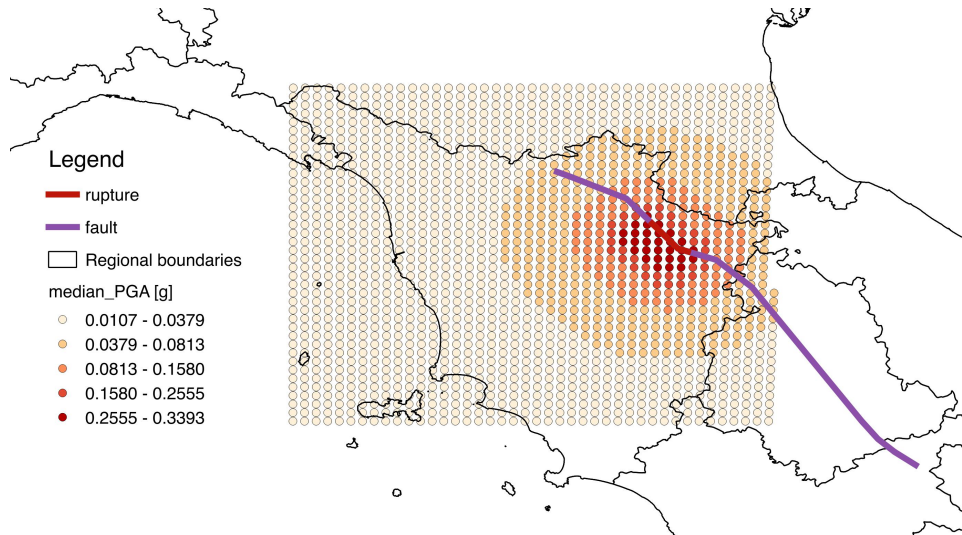 Legend
rupture
fault
Regional boundaries
median_PGA [g]
0.0107 - 0.0379
0.0379 - 0.0813
0.0813 - 0.1580
0.1580 - 0.2555
0.2555 - 0.3393